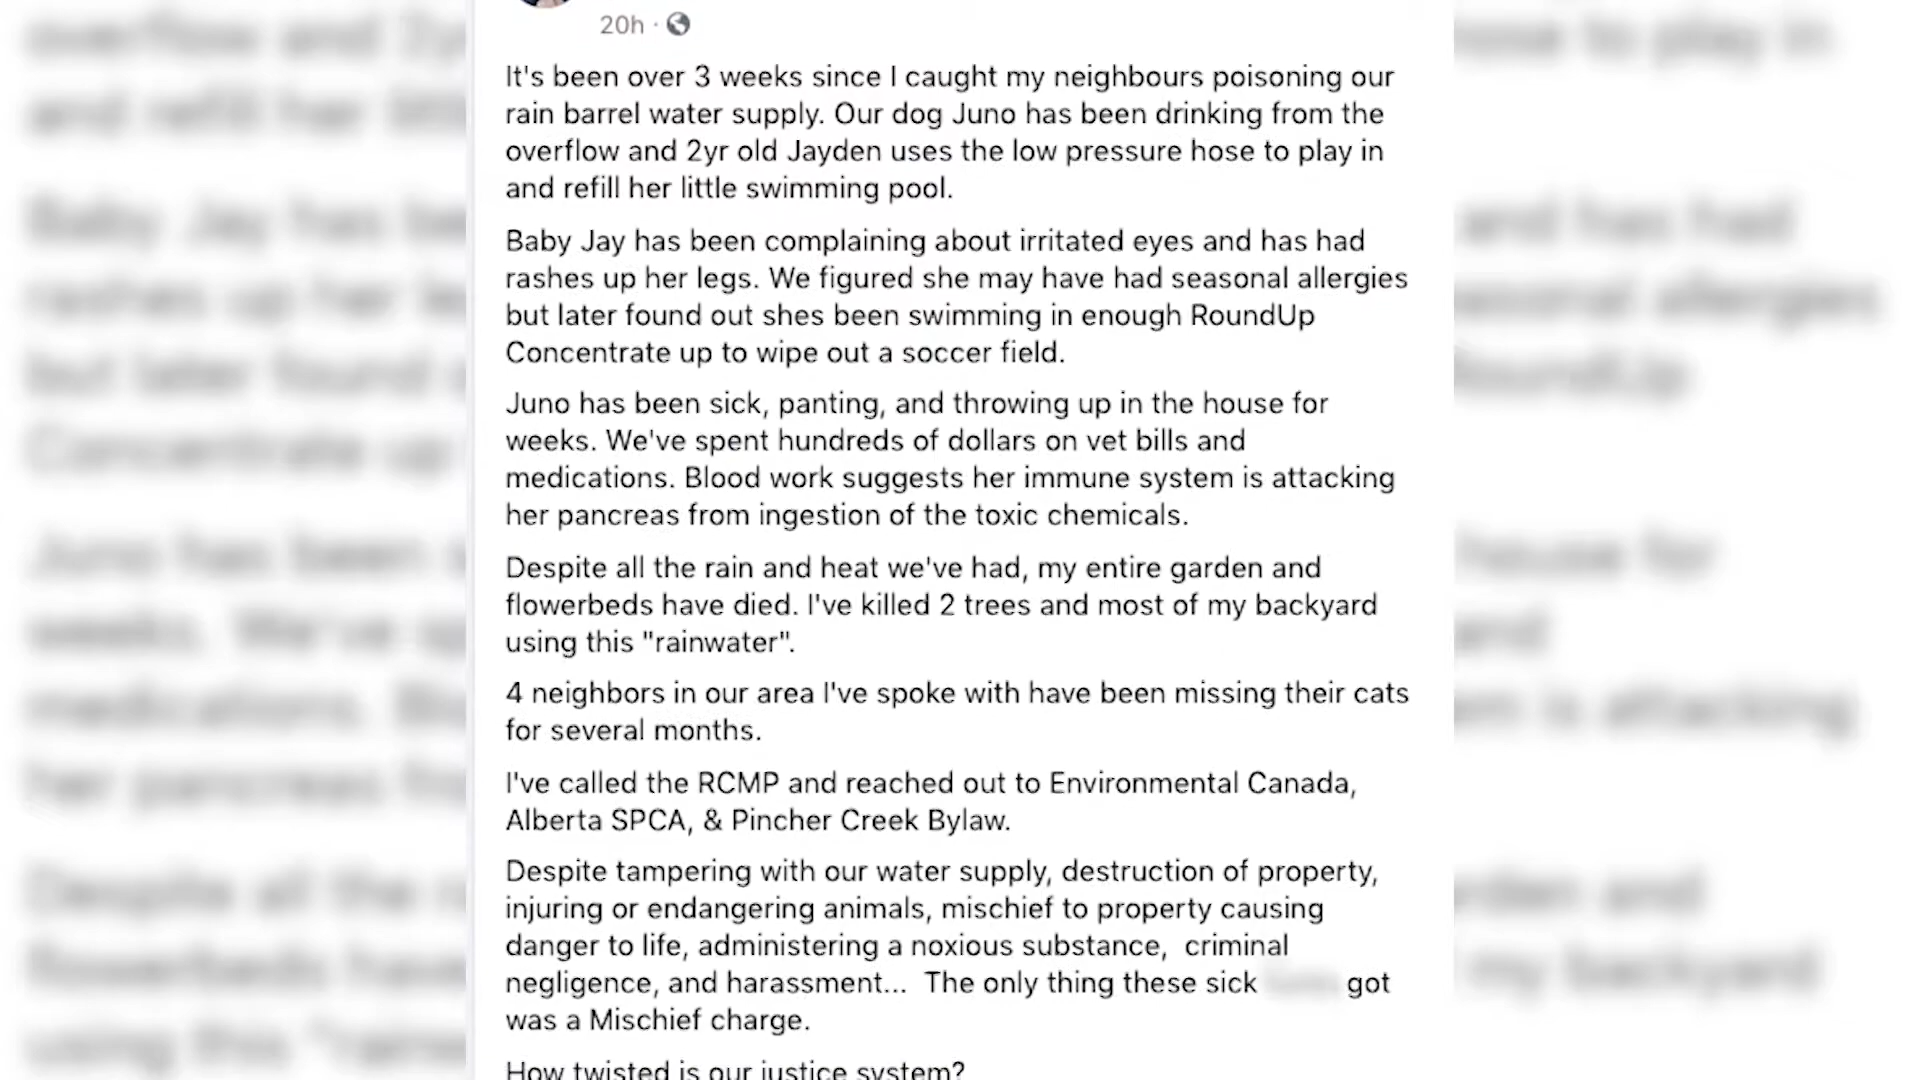 20h ·
It's been over 3 weeks since I caught my neighbours poisoning our
rain barrel water supply. Our dog Juno has been drinking from the
overflow and 2yr old Jayden uses the low pressure hose to play in
and refill her little swimming pool.
Baby Jay has been complaining about irritated eyes and has had
rashes up her legs. We figured she may have had seasonal allergies
but later found out shes been swimming in enough RoundUp
Concentrate up to wipe out a soccer field.
Juno has been sick, panting, and throwing up in the house for
weeks. We've spent hundreds of dollars on vet bills and
medications. Blood work suggests her immune system is attacking
her pancreas from ingestion of the toxic chemicals.
Despite all the rain and heat we've had, my entire garden and
flowerbeds have died. I've killed 2 trees and most of my backyard
using this "rainwater".
4 neighbors in our area I've spoke with have been missing their cats
for several months.
I've called the RCMP and reached out to Environmental Canada,
Alberta SPCA, & Pincher Creek Bylaw.
Despite tampering with our water supply, destruction of property,
injuring or endangering animals, mischief to property causing
danger to life, administering a noxious substance,  criminal
negligence, and harassment...  The only thing these sick got
was a Mischief charge.
How twisted is our justice system?